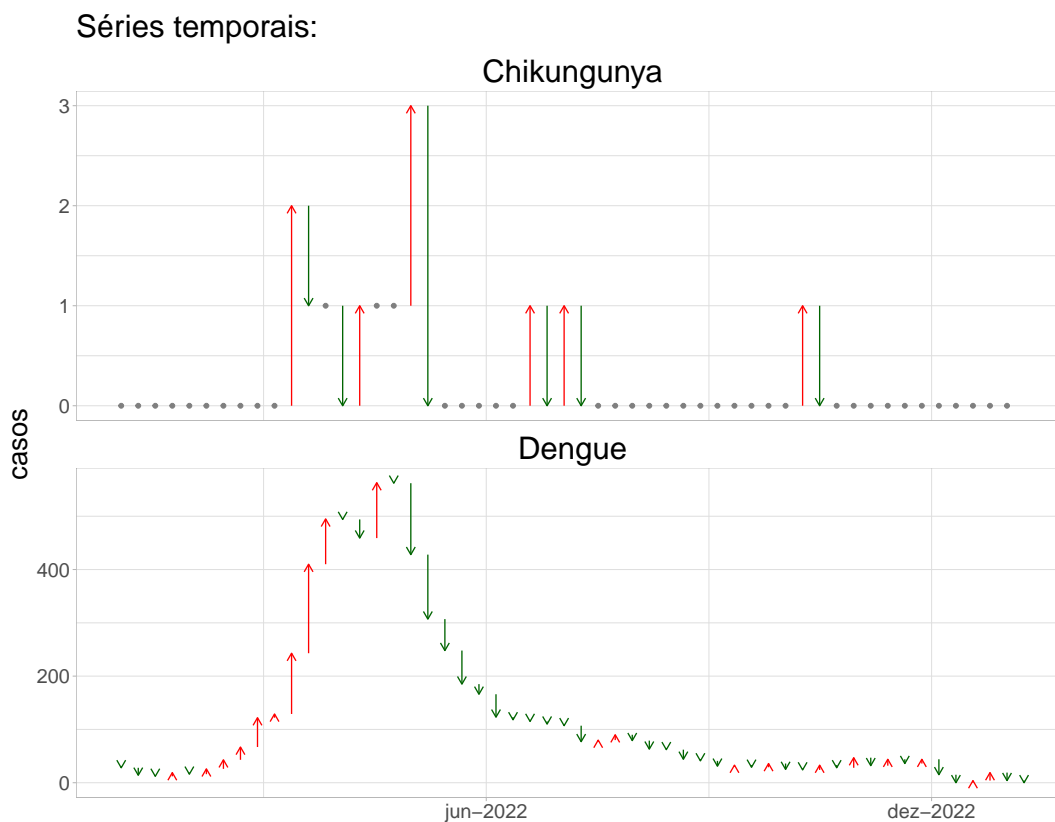 Séries temporais:
Chikungunya
3
2
1
0
casos
Dengue
400
200
0
jun–2022
dez–2022